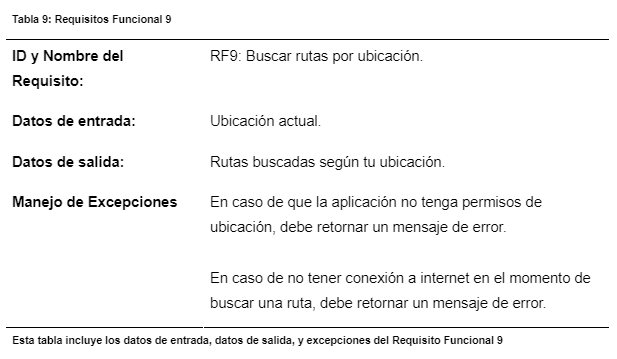 Tabla 9: Requisitos Funcional 9
ID y Nombre del RF9: Buscar rutas por ubicación.
Requisito:
Datos de entrada: Ubicación actual.
Datos de salida: Rutas buscadas según tu ubicación.
Manejo de Excepciones En caso de que la aplicación no tenga permisos de
ubicación, debe retornar un mensaje de error.
En caso de no tener conexión a internet en el momento de
buscar una ruta, debe retornar un mensaje de error.
Esta tabla incluye los datos de entrada, datos de salida, y excepciones del Requisito Funcional 9